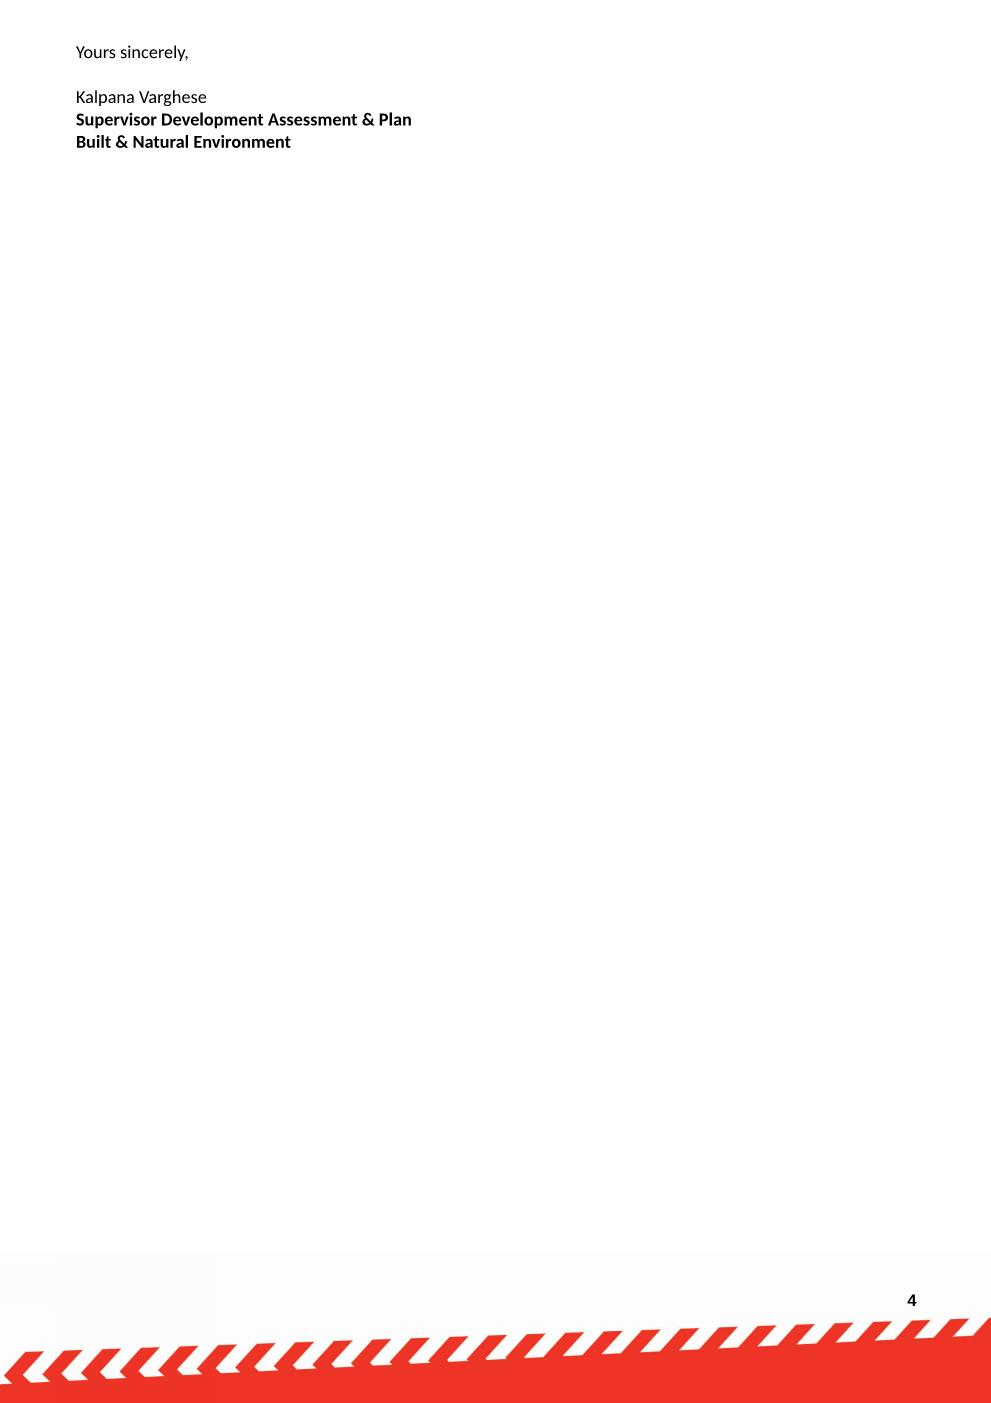 Yours sincerely,
Kalpana Varghese
Supervisor Development Assessment & Plan
Built & Natural Environment
4